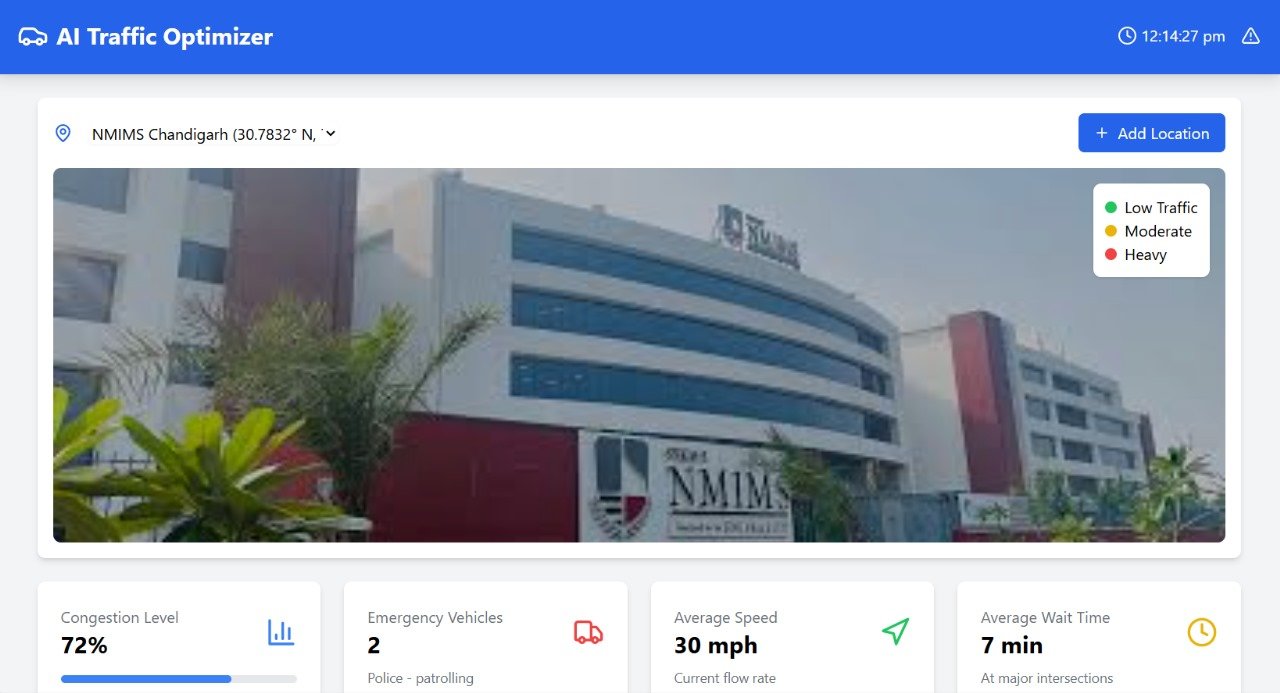 AI Traffic Optimizer
12:14:27 pm
NMIMS Chandigarh (30.7832° N,
+ Add Location
Low Traffic
Moderate
Heavy
NMIMS
SVKM'S
NMIMS
Congestion Level
72%
Emergency Vehicles
2
Police - patrolling
Average Speed
30 mph
Current flow rate
Average Wait Time
7 min
At major intersections